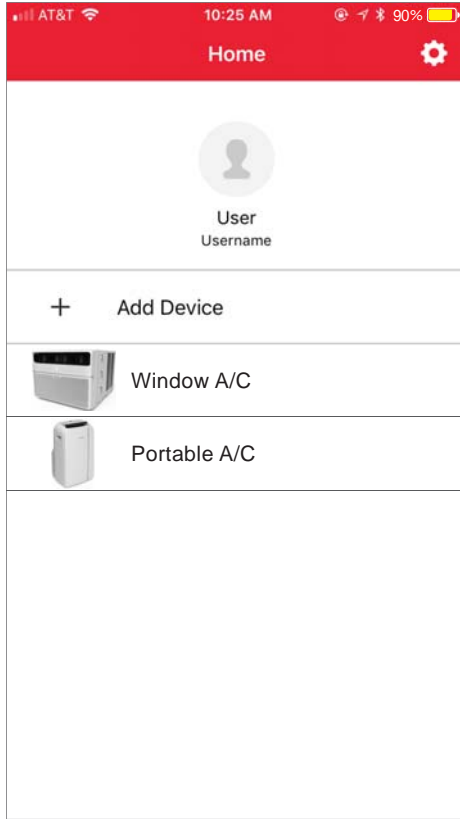 AT&T 10:25 AM 90%
Home
User
Username
+ Add Device
Window A/C
Portable A/C